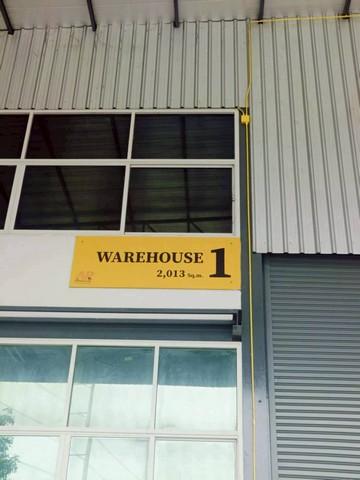 WAREHOUSE 1
2,013 Sq.m.